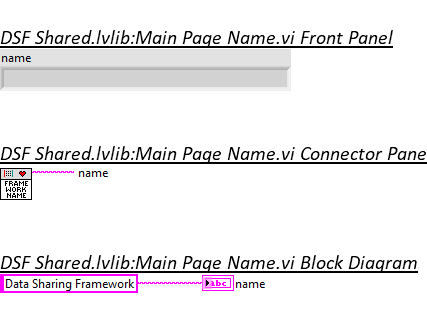 DSF Shared.lvlib:Main Page Name.vi Front Panel
name
DSF Shared.lvlib:Main Page Name.vi Connector Pane
name
FRAME
WORK
NAME
DSF Shared.lvlib:Main Page Name.vi Block Diagram
Data Sharing Framework abc name